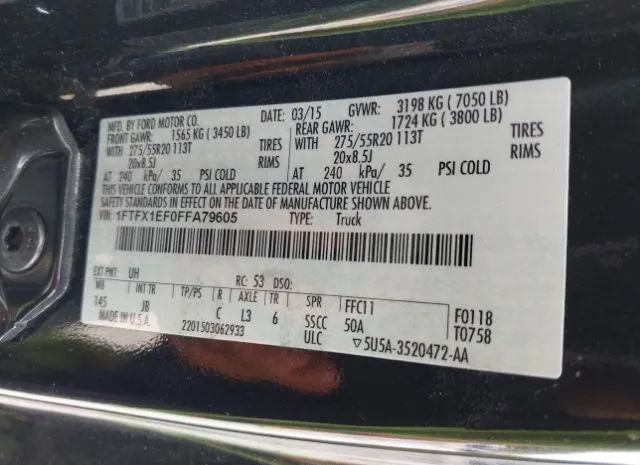 MFD. BY FORD MOTOR CO.
DATE: 03/15 GVWR: 3198 KG ( 7050 LB)
FRONT GAWR: 1565 KG ( 3450 LB) REAR GAWR: 1724 KG ( 3800 LB)
WITH 275/55R20 113T TIRES WITH 275/55R20 113T TIRES
20x8.5J RIMS 20x8.5J RIMS
AT 240 kPa/ 35 PSI COLD AT 240 kPa/ 35 PSI COLD
THIS VEHICLE CONFORMS TO ALL APPLICABLE FEDERAL MOTOR VEHICLE
SAFETY STANDARDS IN EFFECT ON THE DATE OF MANUFACTURE SHOWN ABOVE.
VIN: 1FTFX1EF0FFA79605 TYPE: Truck
EXT PNT: UH RC: 53 DSO:
WB INT TR TP/PS R AXLE TR SPR FFC11 F0118
145 JB C L3 6 SSCC 50A T0758
MADE IN U.S.A. 2201503062933 ULC ▽5U5A-3520472-AA